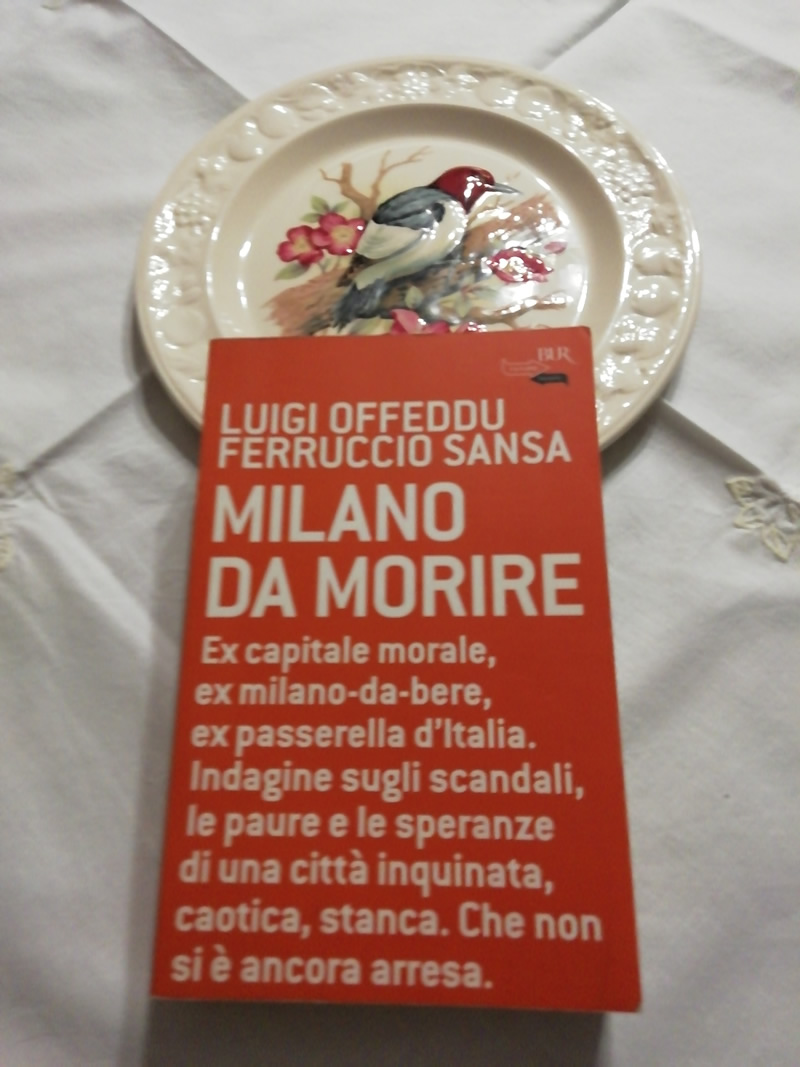 BUR
LUIGI OFFEDDU
FERRUCCIO SANSA
MILANO
DA MORIRE
Ex capitale morale,
ex milano-da-bere,
ex passerella d'Italia.
Indagine sugli scandali,
le paure e le speranze
di una città inquinata,
caotica, stanca. Che non
si è ancora arresa.